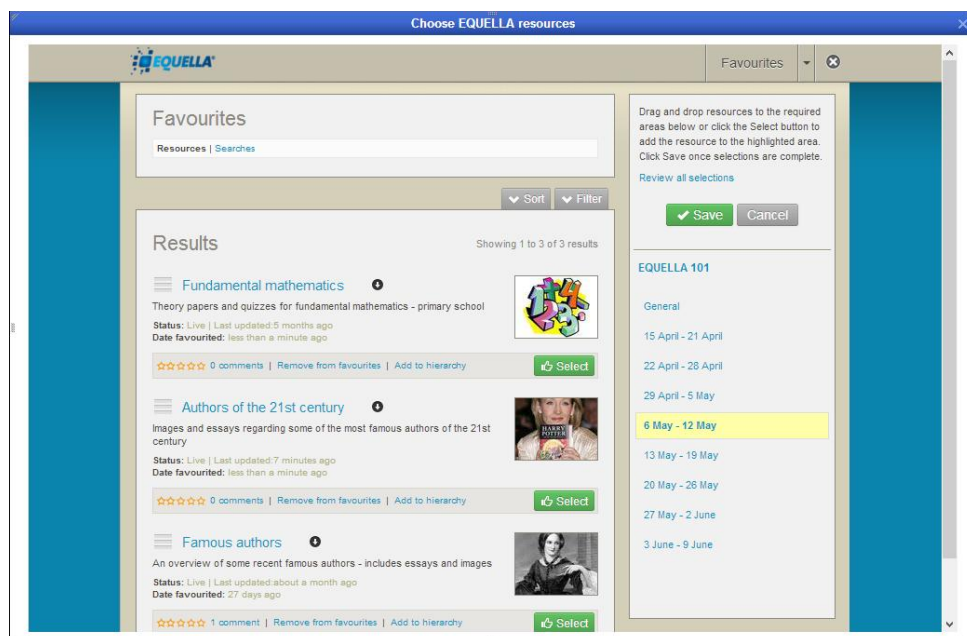 Choose EQUELLA resources
EQUELLA
Favourites
Favourites
Resources | Searches
Sort
Filter
Results
Showing 1 to 3 of 3 results
Fundamental mathematics
Theory papers and quizzes for fundamental mathematics - primary school
Status: Live | Last updated:5 months ago
Date favourited: less than a minute ago
0 comments | Remove from favourites | Add to hierarchy
Select
Authors of the 21st century
Images and essays regarding some of the most famous authors of the 21st
century
HARRY
POTTER
Status: Live | Last updated:7 minutes ago
Date favourited: less than a minute ago
0 comments | Remove from favourites | Add to hierarchy
Select
Famous authors
An overview of some recent famous authors - includes essays and images
Status: Live | Last updated:about a month ago
Date favourited: 27 days ago
1 comment | Remove from favourites | Add to hierarchy
Select
Drag and drop resources to the required
areas below or click the Select button to
add the resource to the highlighted area.
Click Save once selections are complete.
Review all selections
Save
Cancel
EQUELLA 101
General
15 April - 21 April
22 April - 28 April
29 April - 5 May
6 May - 12 May
13 May - 19 May
20 May - 26 May
27 May - 2 June
3 June - 9 June